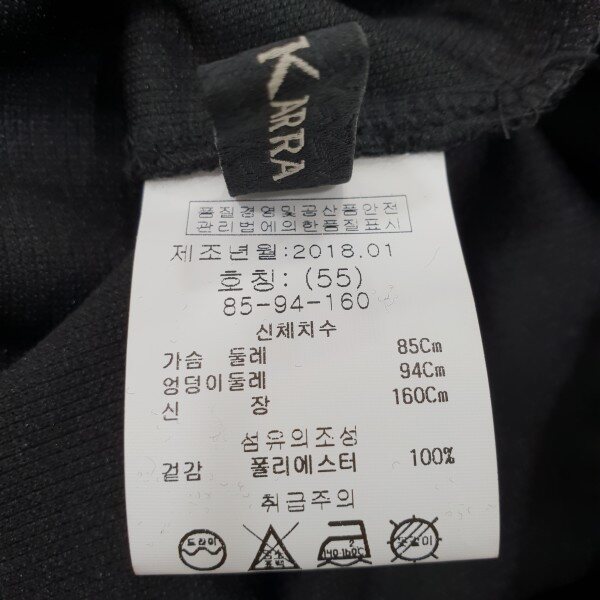 KARRA
품질경영및공산품안전
관리법에의한품질표시
제조년월:2018.01
호칭: (55)
85-94-160
신체치수
가슴 둘레 85Cm
엉덩이둘레 94Cm
신 장 160Cm
섬유의조성
겉감 폴리에스터 100%
취급주의
드라이